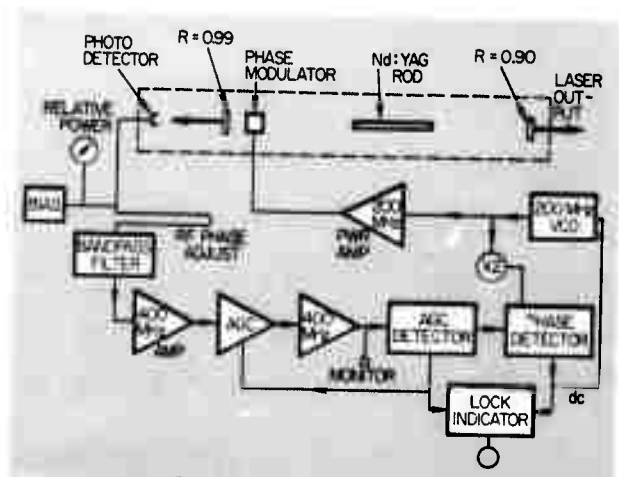 PHOTO
DETECTOR
R = 0.99
PHASE
MODULATOR
Nd:YAG
ROD
R = 0.90
LASER
OUT-
PUT
RELATIVE
POWER
BIAS
RF PHASE
ADJUST
200
MHz
PWR
AMP
200 MHz
VCO
X2
BANDPASS
FILTER
400
MHz
AMP
AGC
400
MHz
MONITOR
AGC
DETECTOR
PHASE
DETECTOR
dc
LOCK
INDICATOR